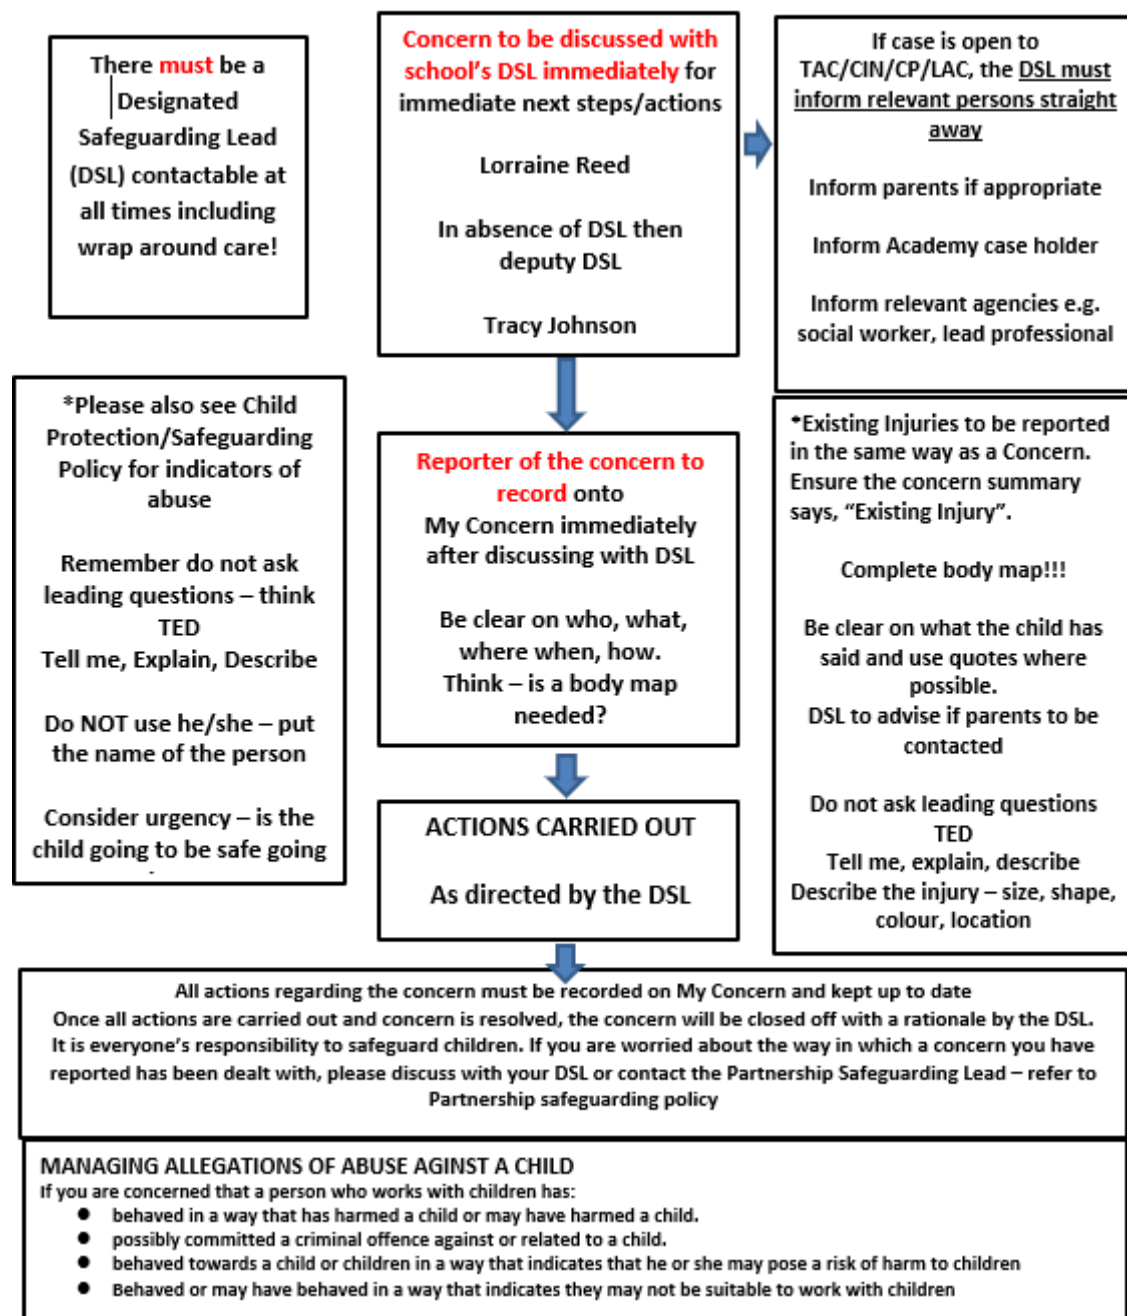 There must be a
Designated
Safeguarding Lead
(DSL) contactable at
all times including
wrap around care!
Concern to be discussed with
school's DSL immediately for
immediate next steps/actions
Lorraine Reed
In absence of DSL then
deputy DSL
Tracy Johnson
If case is open to
TAC/CIN/CP/LAC, the DSL must
inform relevant persons straight
away
Inform parents if appropriate
Inform Academy case holder
Inform relevant agencies e.g.
social worker, lead professional
*Please also see Child
Protection/Safeguarding
Policy for indicators of
abuse
Remember do not ask
leading questions – think
TED
Tell me, Explain, Describe
Do NOT use he/she – put
the name of the person
Consider urgency – is the
child going to be safe going
Reporter of the concern to
record onto
My Concern immediately
after discussing with DSL
Be clear on who, what,
where when, how.
Think – is a body map
needed?
*Existing Injuries to be reported
in the same way as a Concern.
Ensure the concern summary
says, "Existing Injury".
Complete body map!!!
Be clear on what the child has
said and use quotes where
possible.
DSL to advise if parents to be
contacted
Do not ask leading questions
TED
Tell me, explain, describe
Describe the injury – size, shape,
colour, location
ACTIONS CARRIED OUT
As directed by the DSL
All actions regarding the concern must be recorded on My Concern and kept up to date
Once all actions are carried out and concern is resolved, the concern will be closed off with a rationale by the DSL.
It is everyone's responsibility to safeguard children. If you are worried about the way in which a concern you have
reported has been dealt with, please discuss with your DSL or contact the Partnership Safeguarding Lead – refer to
Partnership safeguarding policy
MANAGING ALLEGATIONS OF ABUSE AGINST A CHILD
If you are concerned that a person who works with children has:
● behaved in a way that has harmed a child or may have harmed a child.
● possibly committed a criminal offence against or related to a child.
● behaved towards a child or children in a way that indicates that he or she may pose a risk of harm to children
● Behaved or may have behaved in a way that indicates they may not be suitable to work with children